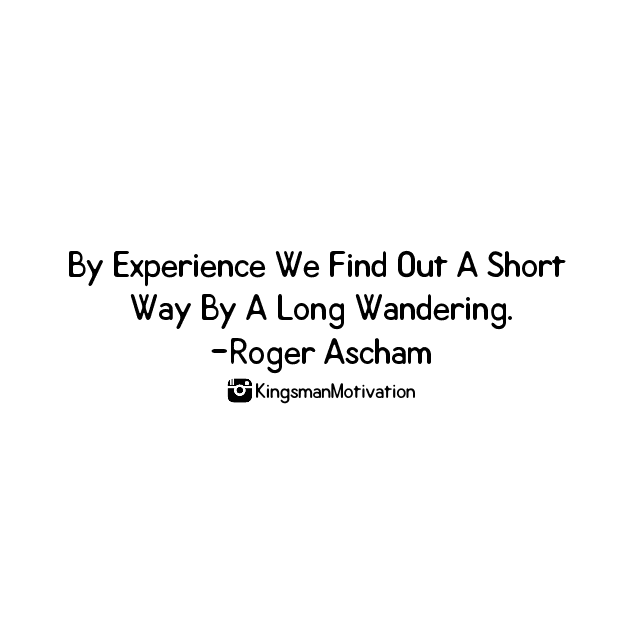 By Experience We Find Out A Short
Way By A Long Wandering.
-Roger Ascham
KingsmanMotivation